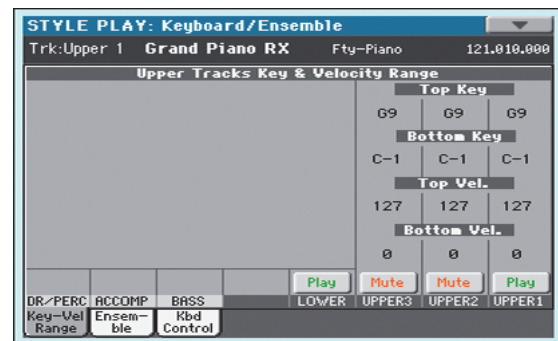 STYLE PLAY: Keyboard/Ensemble
Trk:Upper 1 Grand Piano RX Fty-Piano 121.010.000
Upper Tracks Key & Velocity Range
Top Key
G9 G9 G9
Bottom Key
C-1 C-1 C-1
Top Vel.
127 127 127
Bottom Vel.
0 0 0
Play Mute Mute Play
DR/PERC ACCOMP BASS LOWER UPPER3 UPPER2 UPPER1
Key-Vel Ensem- Kbd
Range ble Control